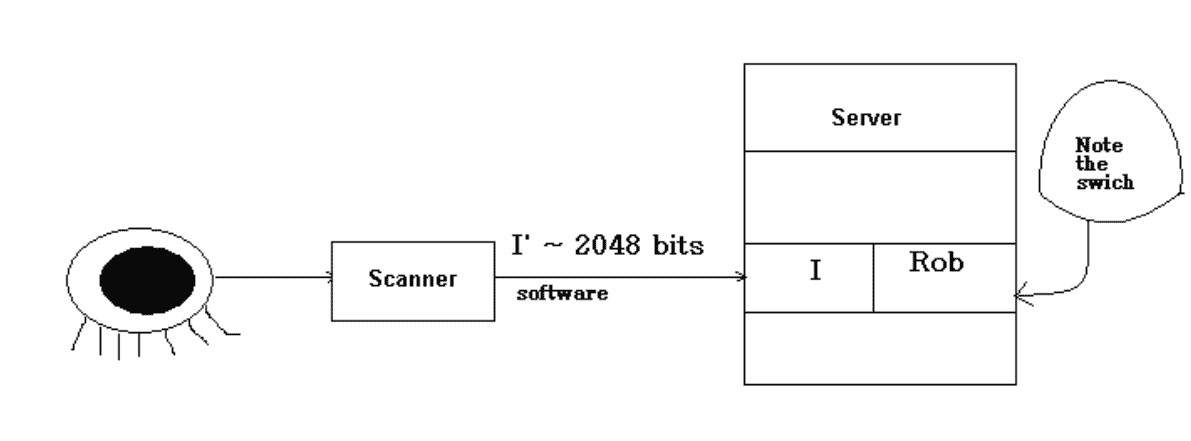 Server
Note
the
swich
I' ~ 2048 bits
Scanner
software
I
Rob